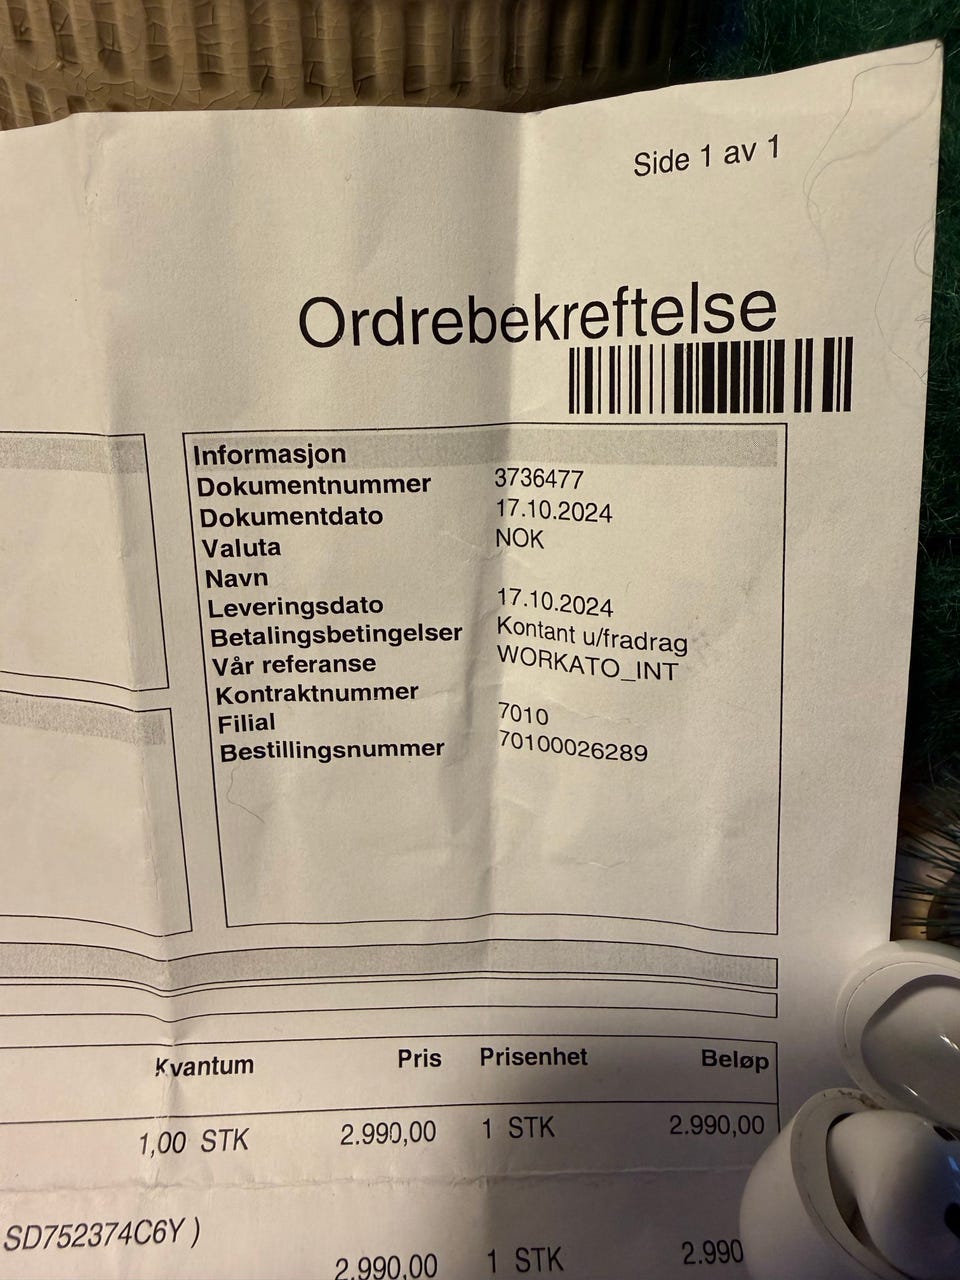 Side 1 av 1
Ordrebekreftelse
Informasjon
Dokumentnummer 3736477
Dokumentdato 17.10.2024
Valuta NOK
Navn
Leveringsdato 17.10.2024
Betalingsbetingelser Kontant u/fradrag
Vår referanse WORKATO_INT
Kontraktnummer
Filial 7010
Bestillingsnummer 70100026289
Kvantum Pris Prisenhet Beløp
1,00 STK 2.990,00 1 STK 2.990,00
SD752374C6Y )
2.990,00 1 STK 2.990